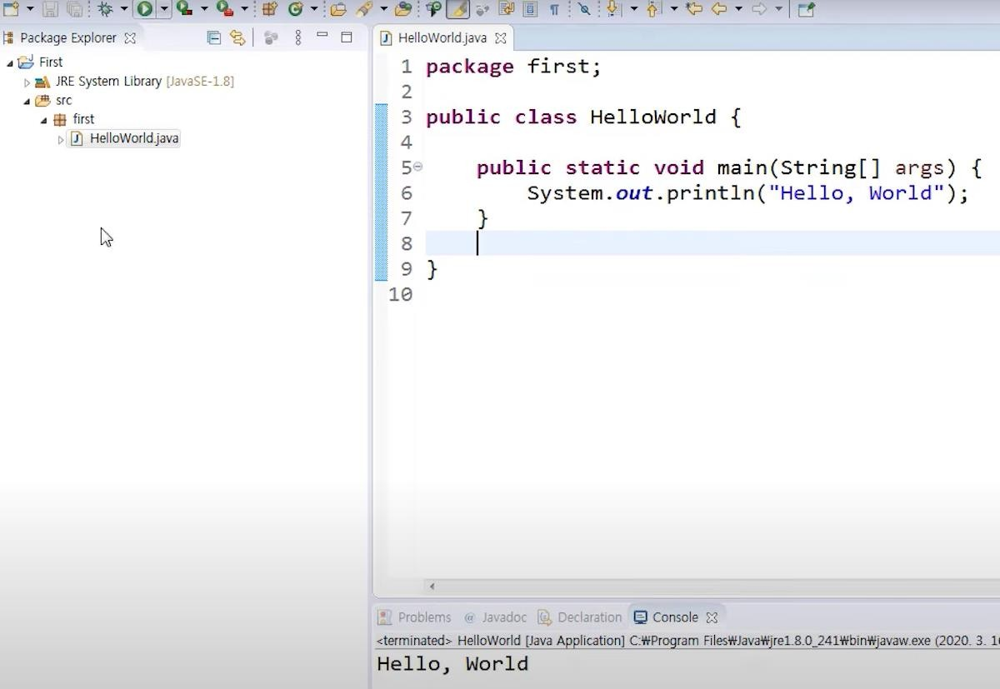 Package Explorer
First
JRE System Library [JavaSE-1.8]
src
first
HelloWorld.java
HelloWorld.java
1 package first;
2
3 public class HelloWorld {
4
5 public static void main(String[] args) {
6 System.out.println("Hello, World");
7 }
8
9 }
10
Problems @ Javadoc Declaration Console
<terminated> HelloWorld [Java Application] C:₩Program Files₩Java₩jre1.8.0_241₩bin₩javaw.exe (2020. 3. 16
Hello, World